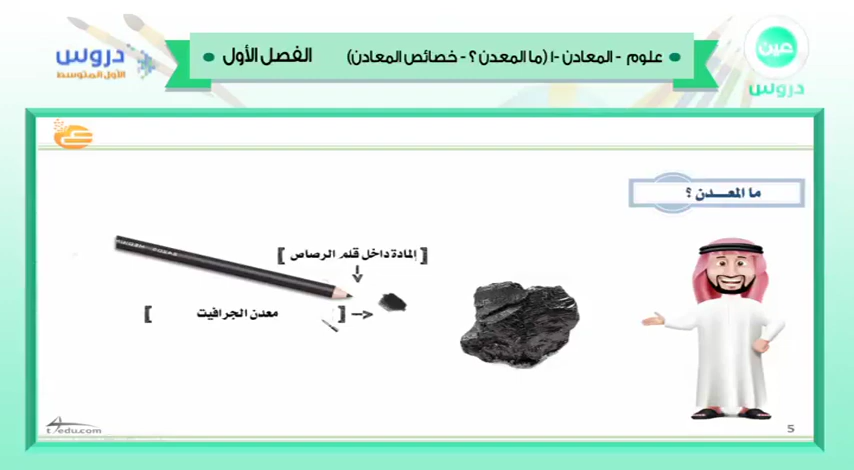 عين
دروس
علوم - المعادن -١ (ما المعدن؟ - خصائص المعادن)
الفصل الأول
دروس
الأول المتوسط
ما المعـــدن ؟
[ المادة داخل قلم الرصاص ]
[ معدن الجرافيت ]
t4edu.com
5